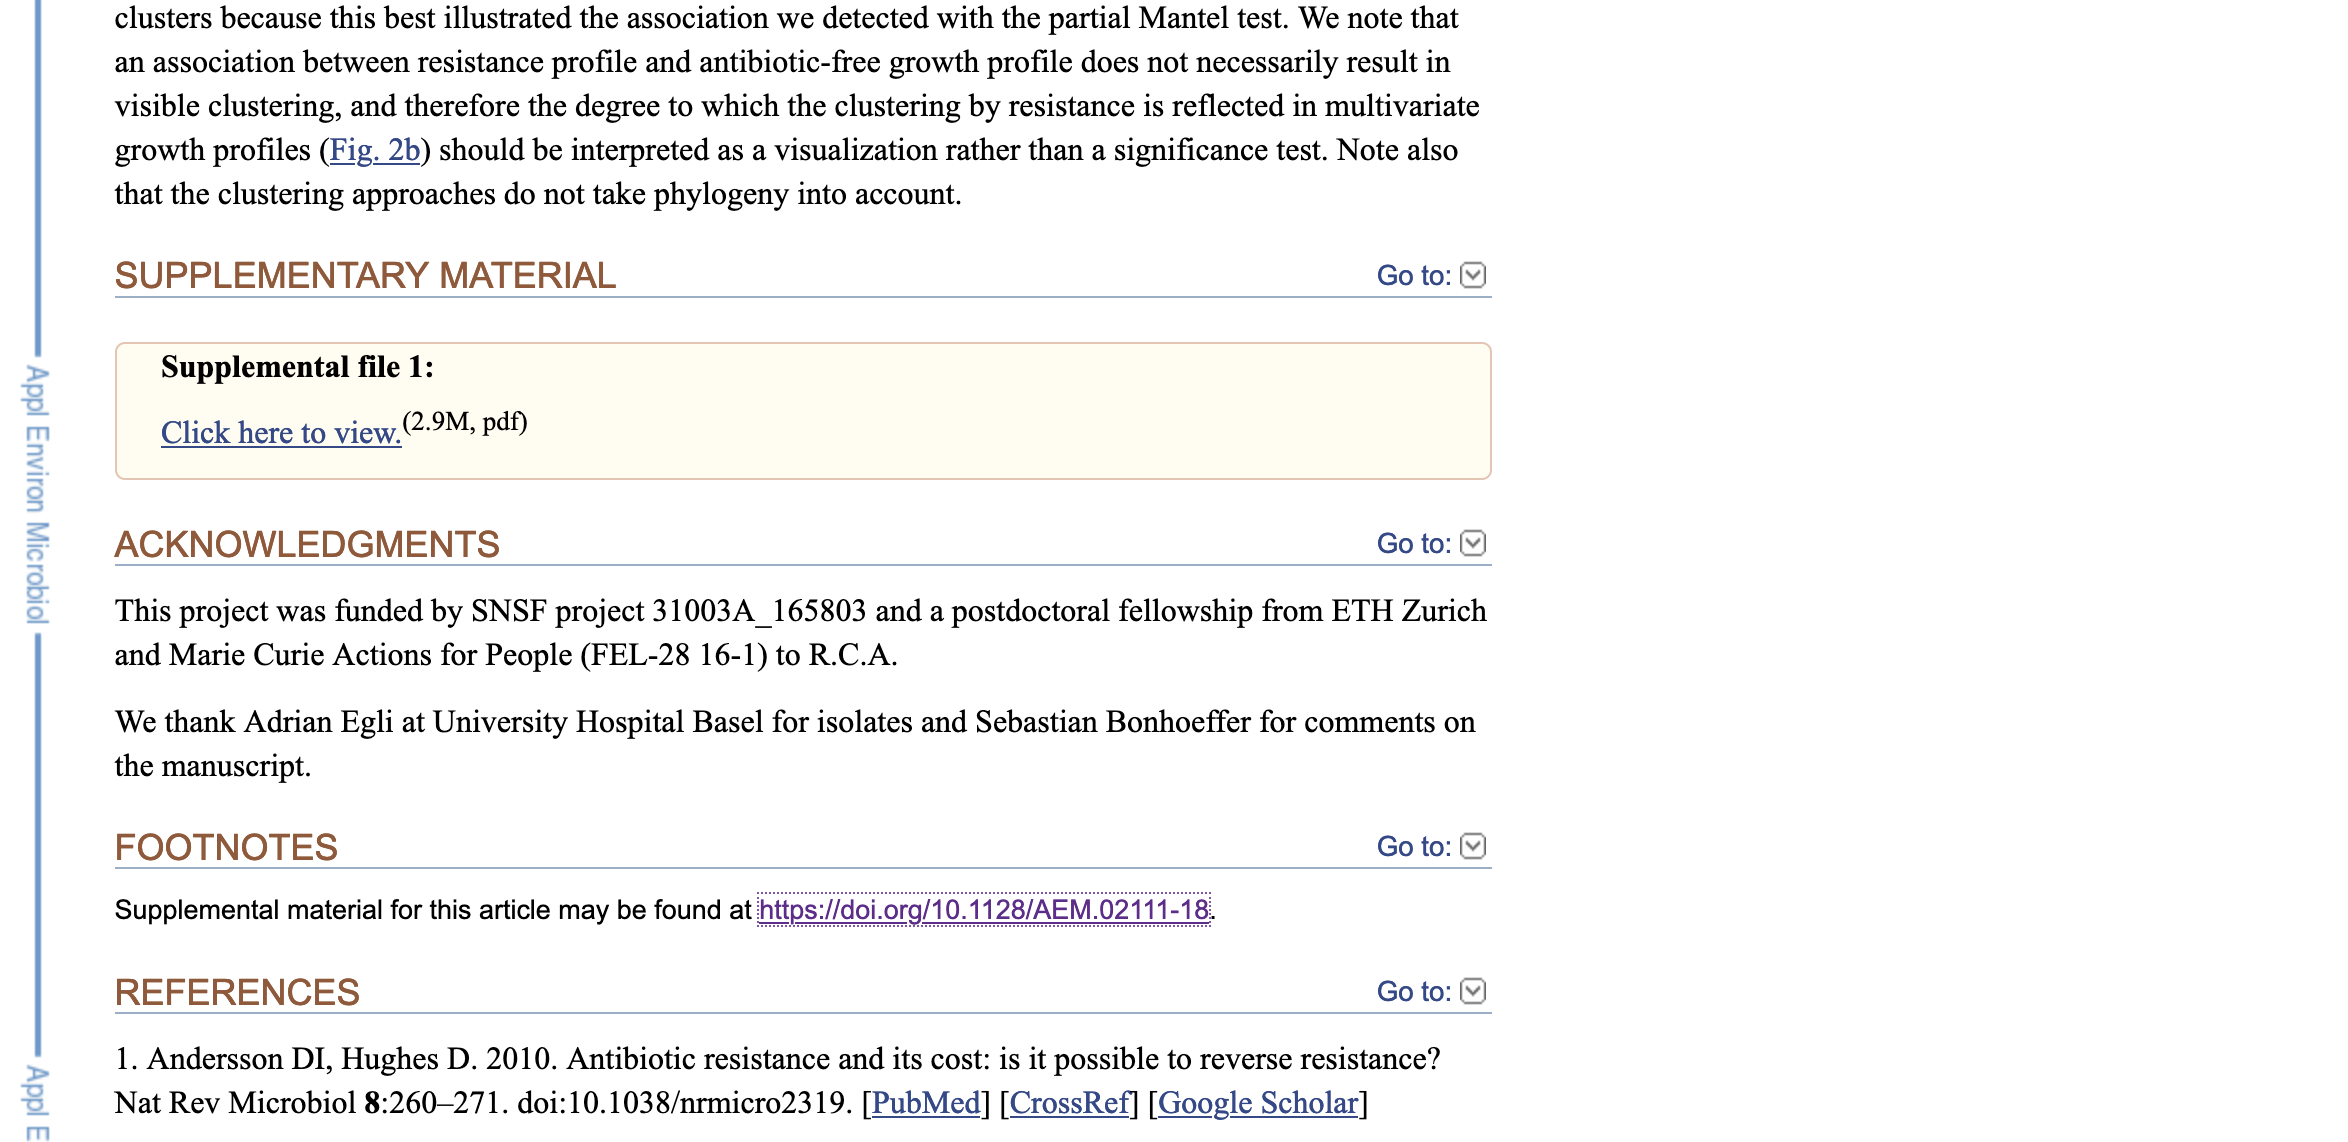 clusters because this best illustrated the association we detected with the partial Mantel test. We note that
an association between resistance profile and antibiotic-free growth profile does not necessarily result in
visible clustering, and therefore the degree to which the clustering by resistance is reflected in multivariate
growth profiles (Fig. 2b) should be interpreted as a visualization rather than a significance test. Note also
that the clustering approaches do not take phylogeny into account.
SUPPLEMENTARY MATERIAL Go to:
Supplemental file 1:
Click here to view.(2.9M, pdf)
ACKNOWLEDGMENTS Go to:
This project was funded by SNSF project 31003A_165803 and a postdoctoral fellowship from ETH Zurich
and Marie Curie Actions for People (FEL-28 16-1) to R.C.A.
We thank Adrian Egli at University Hospital Basel for isolates and Sebastian Bonhoeffer for comments on
the manuscript.
FOOTNOTES Go to:
Supplemental material for this article may be found at https://doi.org/10.1128/AEM.02111-18.
REFERENCES Go to:
1. Andersson DI, Hughes D. 2010. Antibiotic resistance and its cost: is it possible to reverse resistance?
Nat Rev Microbiol 8:260–271. doi:10.1038/nrmicro2319. [PubMed] [CrossRef] [Google Scholar]
Appl Environ Microbiol
Appl E